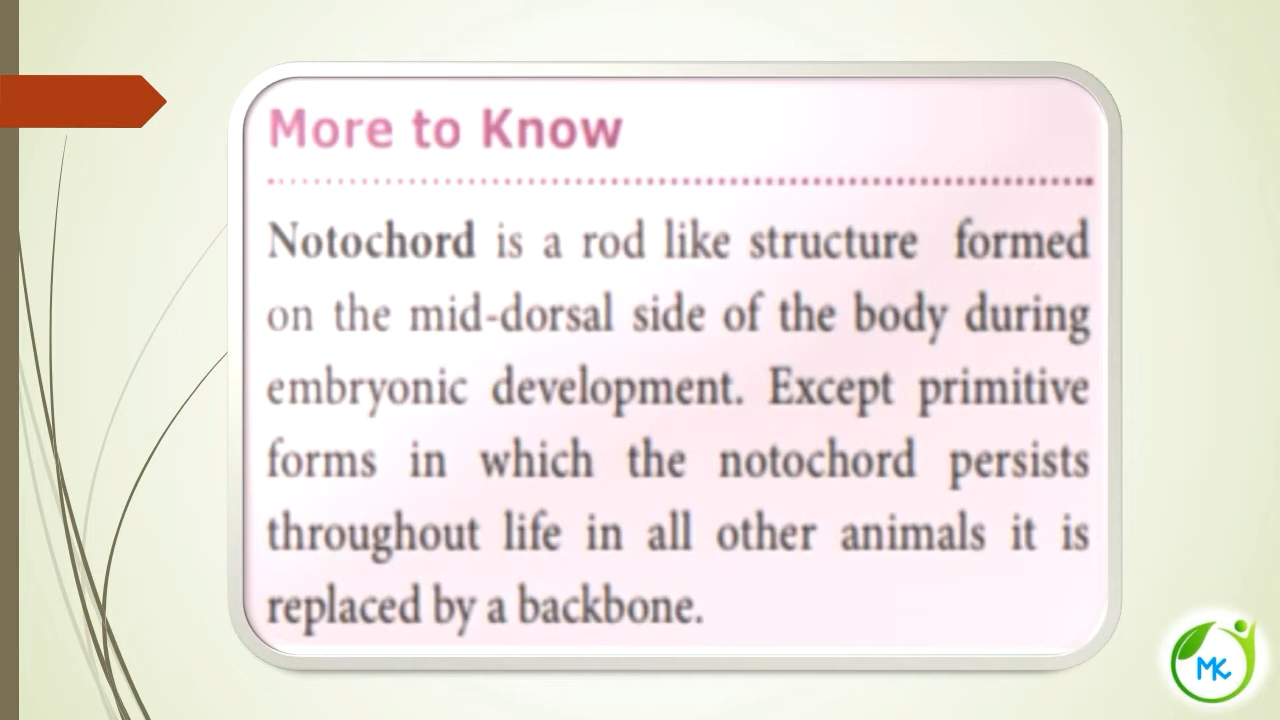 More to Know
Notochord is a rod like structure formed
on the mid-dorsal side of the body during
embryonic development. Except primitive
forms in which the notochord persists
throughout life in all other animals it is
replaced by a backbone.
MK